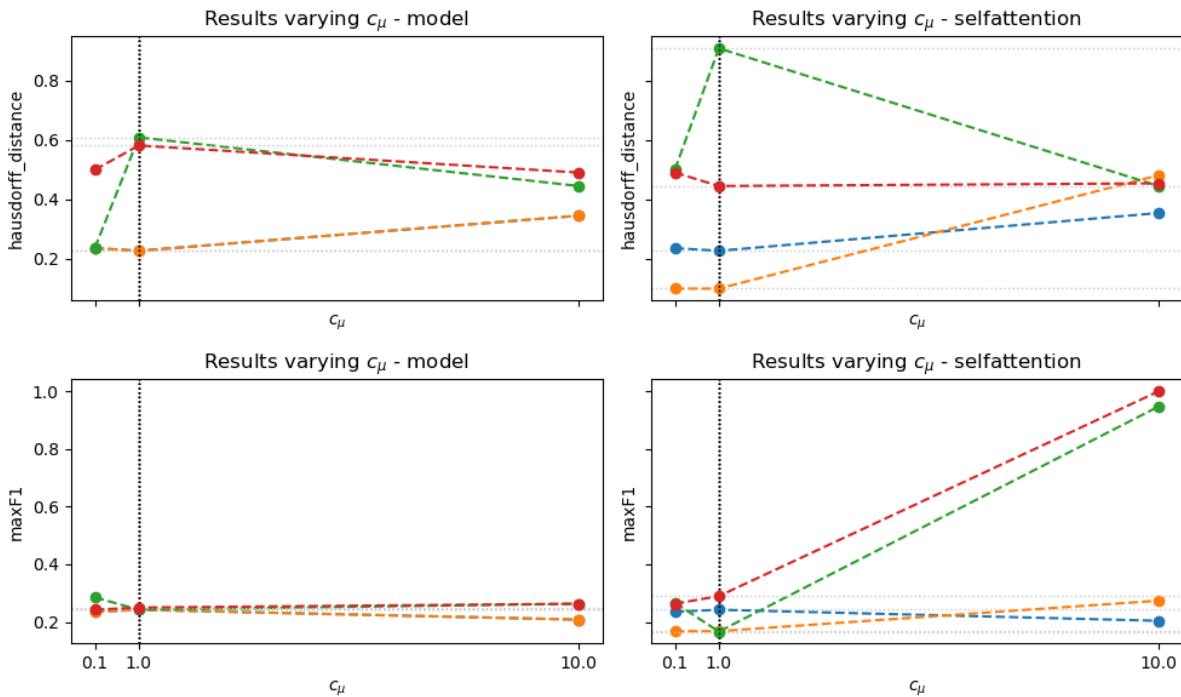 Results varying $c_\mu$ - model
Results varying $c_\mu$ - selfattention
0.8
0.6
0.4
0.2
hausdorff_distance
hausdorff_distance
$c_\mu$
$c_\mu$
Results varying $c_\mu$ - model
Results varying $c_\mu$ - selfattention
1.0
0.8
0.6
0.4
0.2
maxF1
maxF1
0.1 1.0 10.0
0.1 1.0 10.0
$c_\mu$
$c_\mu$